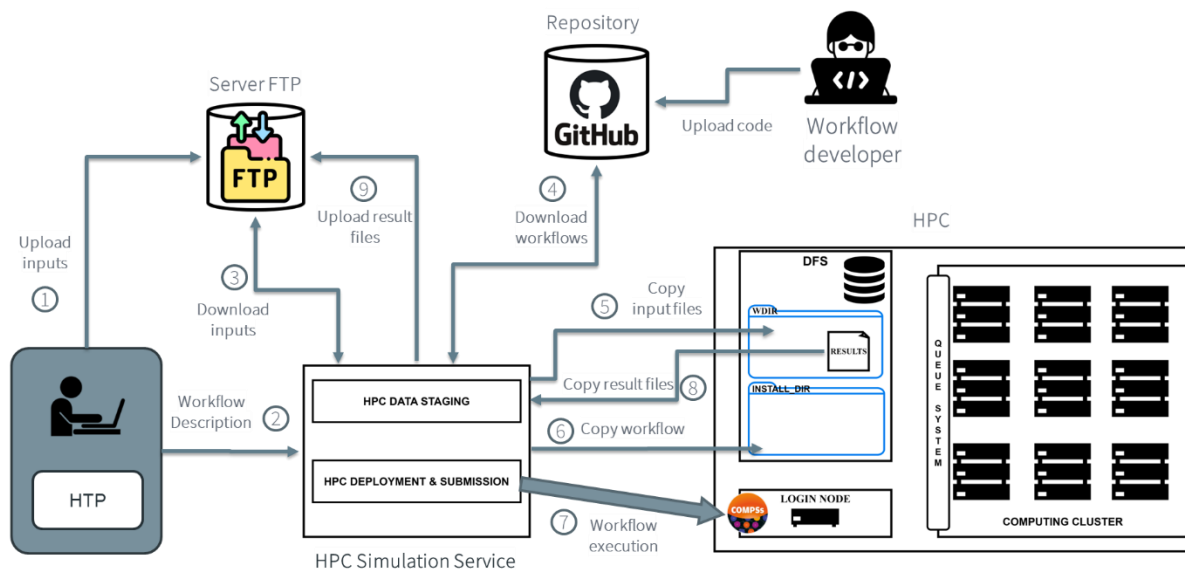 Repository
Server FTP
FTP
GitHub
</>
Upload code
Workflow
developer
9
Upload result
files
4
Download
workflows
HPC
Upload
inputs
1
3
Download
inputs
DFS
5
Copy
input files
WDIR
RESULTS
QUEUE SYSTEM
Workflow
Description
2
HPC DATA STAGING
Copy result files
8
INSTALL_DIR
6
Copy workflow
HTP
HPC DEPLOYMENT & SUBMISSION
7
Workflow
execution
COMPSs
LOGIN NODE
COMPUTING CLUSTER
HPC Simulation Service